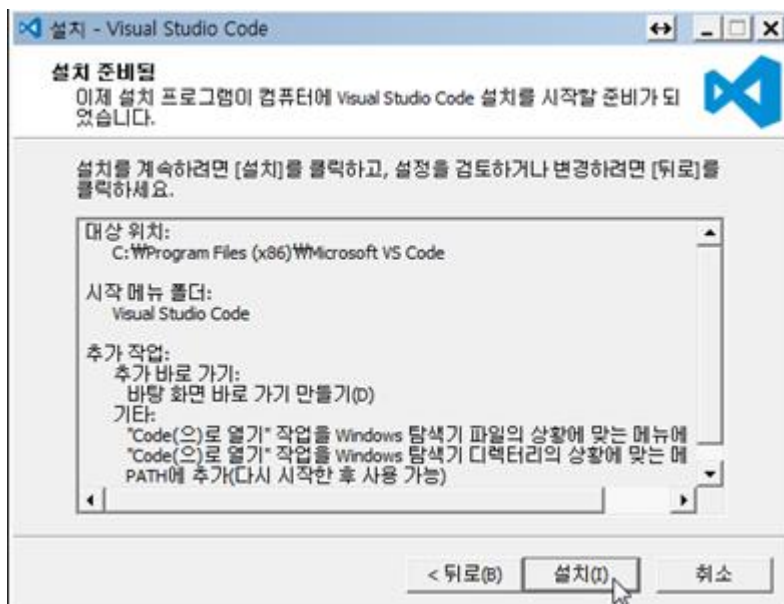 설치 - Visual Studio Code
설치 준비됨
이제 설치 프로그램이 컴퓨터에 Visual Studio Code 설치를 시작할 준비가 되
었습니다.
설치를 계속하려면 [설치]를 클릭하고, 설정을 검토하거나 변경하려면 [뒤로]를
클릭하세요.
대상 위치:
C:₩Program Files (x86)₩Microsoft VS Code
시작 메뉴 폴더:
Visual Studio Code
추가 작업:
추가 바로 가기:
바탕 화면 바로 가기 만들기(D)
기타:
"Code(으)로 열기" 작업을 Windows 탐색기 파일의 상황에 맞는 메뉴에
"Code(으)로 열기" 작업을 Windows 탐색기 디렉터리의 상황에 맞는 메
PATH에 추가(다시 시작한 후 사용 가능)
< 뒤로(B) 설치(I) 취소